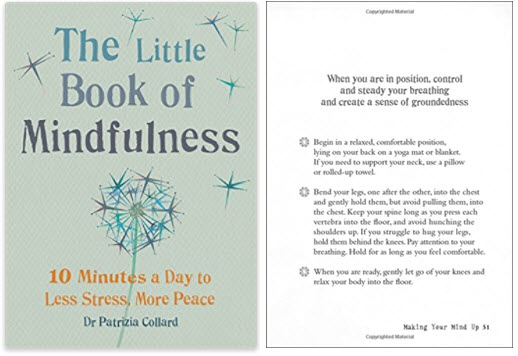 The Little
Book of
Mindfulness
10 Minutes a Day to
Less Stress, More Peace
Dr Patrizia Collard
Copyrighted Material
When you are in position, control
and steady your breathing
and create a sense of groundedness
Begin in a relaxed, comfortable position,
lying on your back on a yoga mat or blanket.
If you need to support your neck, use a pillow
or rolled-up towel.
Bend your legs, one after the other, into the chest
and gently hold them, but avoid pulling them, into
the chest. Keep your spine long as you press each
vertebra into the floor, and avoid hunching the
shoulders up. If you struggle to hug your legs,
hold them behind the knees. Pay attention to your
breathing. Hold for as long as you feel comfortable.
When you are ready, gently let go of your knees and
relax your body into the floor.
Making Your Mind Up 51
Copyrighted Material